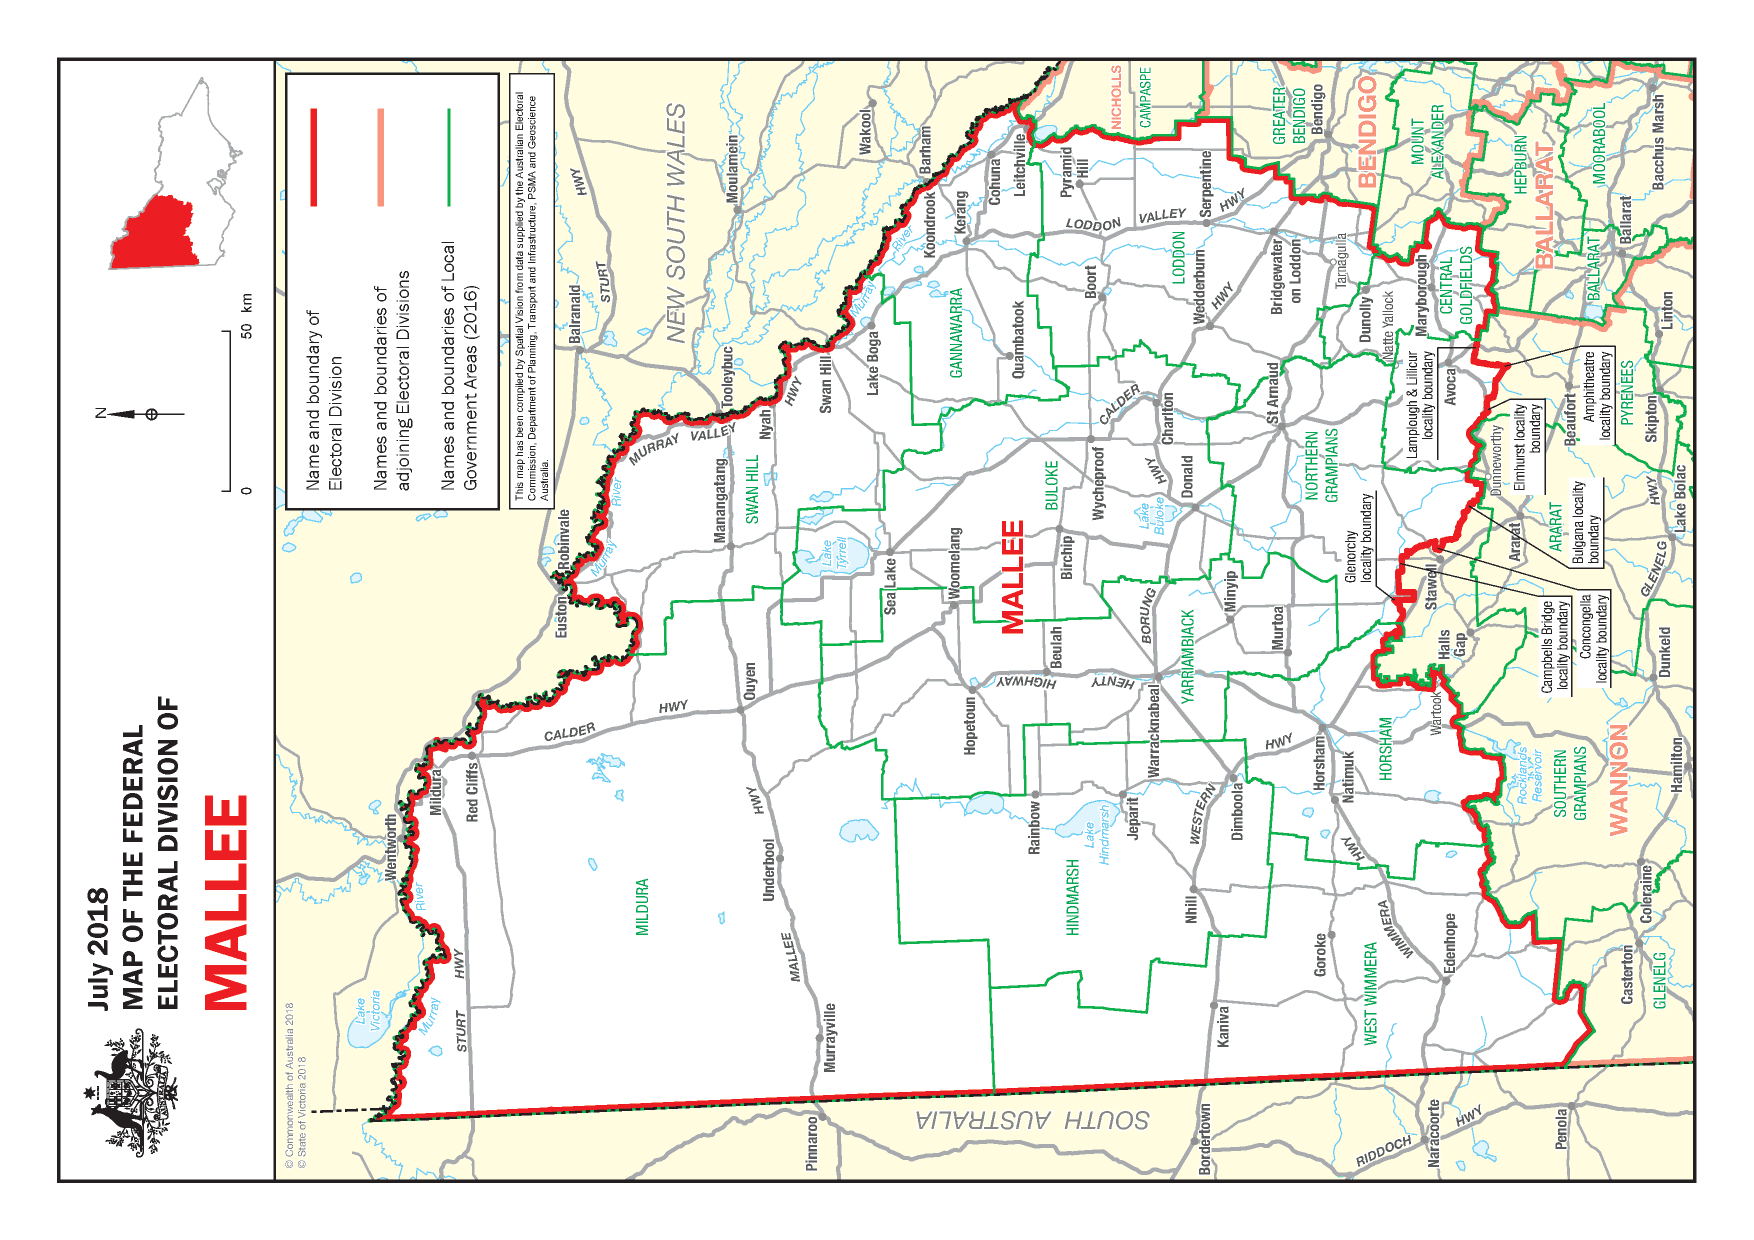 July 2018
MAP OF THE FEDERAL
ELECTORAL DIVISION OF
MALLEE
N
0 50 km
© Commonwealth of Australia 2018
© State of Victoria 2018
Name and boundary of
Electoral Division
Names and boundaries of
adjoining Electoral Divisions
Names and boundaries of Local
Government Areas (2016)
This map has been compiled by Spatial Vision from data supplied by the Australian Electoral
Commission, Department of Planning, Transport and Infrastructure, PSMA and Geoscience
Australia.
NEW SOUTH WALES
SOUTH AUSTRALIA
MALLEE
NICHOLLS
BENDIGO
BALLARAT
WANNON
MILDURA
SWAN HILL
GANNAWARRA
BULOKE
LODDON
CAMPASPE
GREATER
BENDIGO
MOUNT
ALEXANDER
HEPBURN
MOORABOOL
BALLARAT
CENTRAL
GOLDFIELDS
PYRENEES
NORTHERN
GRAMPIANS
ARARAT
YARRIAMBIACK
HINDMARSH
HORSHAM
WEST WIMMERA
SOUTHERN
GRAMPIANS
GLENELG
Lake
Victoria
Murray
River
Wentworth
Mildura
Red Cliffs
STURT
HWY
CALDER
HWY
Euston
Robinvale
Murray
River
Balranald
STURT
HWY
MURRAY
VALLEY
HWY
Tooleybuc
Nyah
Manangatang
Moulamein
Wakool
Swan Hill
Lake Boga
Murray
River
Barham
Koondrook
Kerang
Cohuna
Leitchville
Pyramid
Hill
LODDON
VALLEY
HWY
Serpentine
Bendigo
Ouyen
Underbool
Murrayville
Pinnaroo
MALLEE
HWY
Lake
Tyrrell
Sea Lake
Woomelang
Quambatook
Boort
Wedderburn
HWY
Bridgewater
on Loddon
Tarnagulla
CALDER
Charlton
Wycheproof
Birchip
HWY
Donald
Lake
Buloke
St Arnaud
Dunolly
Natte Yallock
Maryborough
Avoca
Lamplough & Lillicur
locality boundary
Hopetoun
Beulah
HENTY
HIGHWAY
BORUNG
Minyip
Murtoa
Warracknabeal
Rainbow
Jeparit
Lake
Hindmarsh
WESTERN
HWY
Dimboola
Nhill
Kaniva
Bordertown
Horsham
Natimuk
Goroke
WIMMERA
HWY
Edenhope
Naracoorte
RIDDOCH
HWY
Penola
Glenorchy
locality boundary
Stawell
Halls
Gap
Wartook
Rocklands
Reservoir
Campbells Bridge
locality boundary
Concongella
locality boundary
Bulgana locality
boundary
Elmhurst locality
boundary
Dunneworthy
Ararat
Amphitheatre
locality boundary
Beaufort
Skipton
Linton
Ballarat
Bacchus Marsh
Lake Bolac
GLENELG
HWY
Dunkeld
Hamilton
Coleraine
Casterton